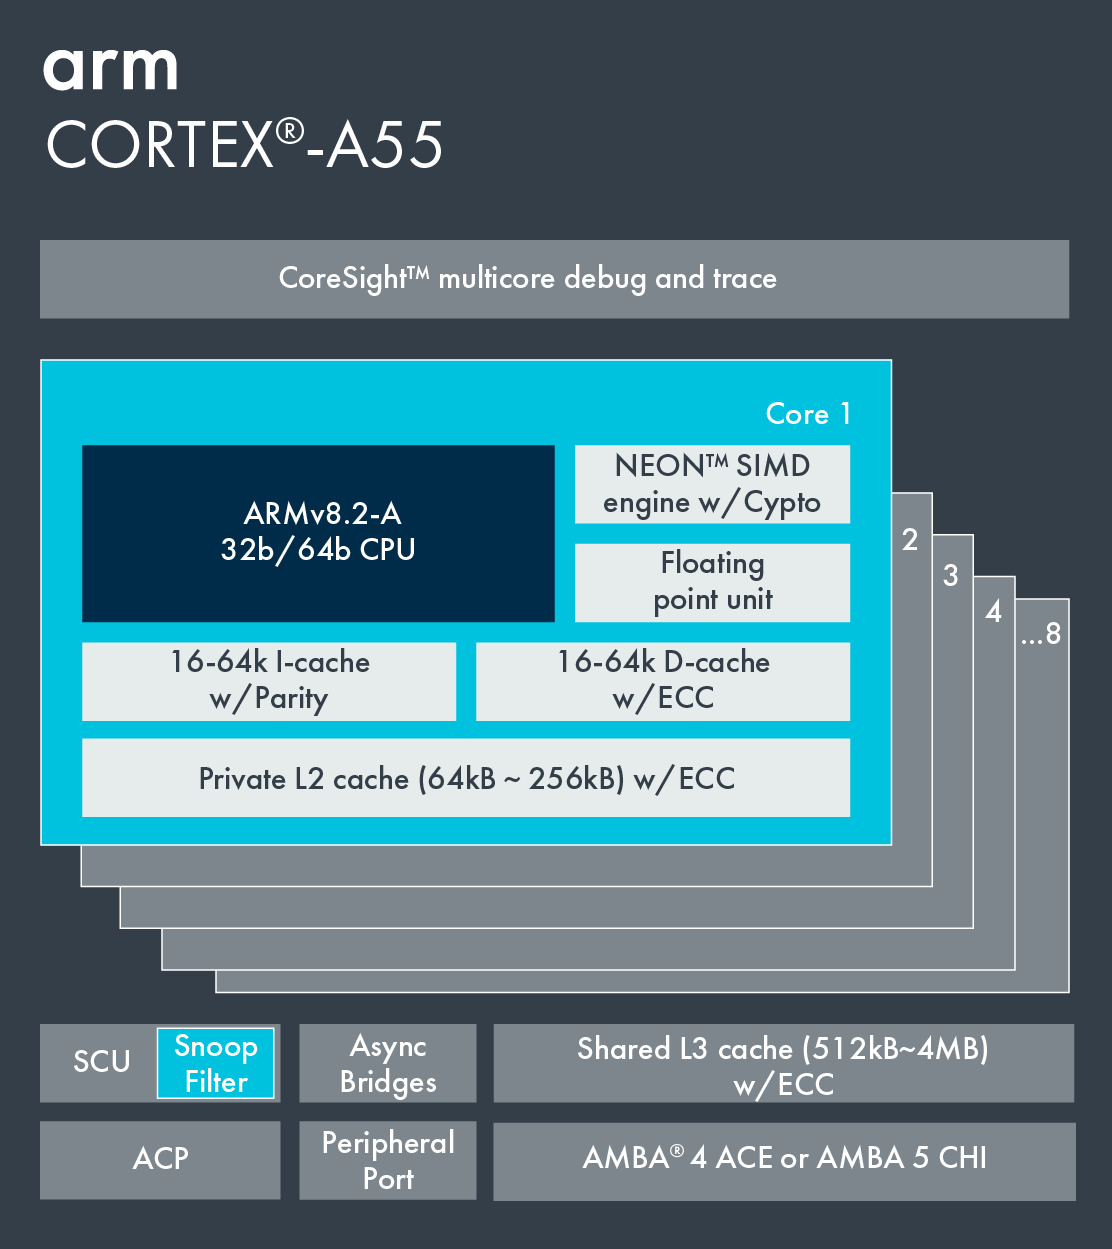 arm
CORTEX®-A55
CoreSight™ multicore debug and trace
Core 1
ARMv8.2-A
32b/64b CPU
NEON™ SIMD
engine w/Cypto
Floating
point unit
2
3
4
...8
16-64k I-cache
w/Parity
16-64k D-cache
w/ECC
Private L2 cache (64kB ~ 256kB) w/ECC
SCU
Snoop
Filter
Async
Bridges
Shared L3 cache (512kB~4MB)
w/ECC
ACP
Peripheral
Port
AMBA® 4 ACE or AMBA 5 CHI